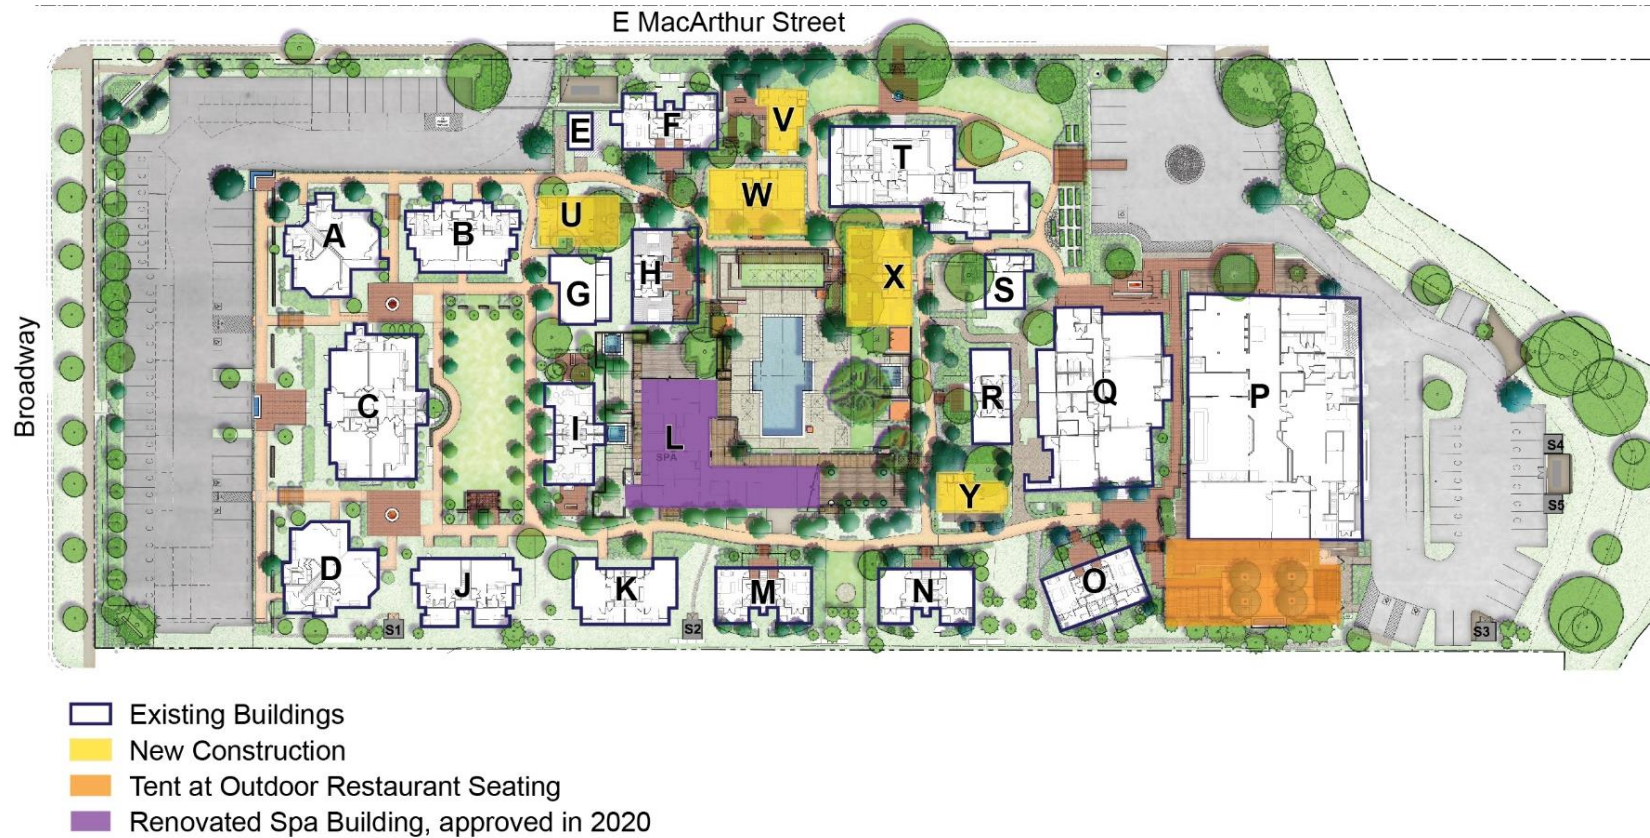 E MacArthur Street
Broadway
A
B
C
D
E
F
G
H
I
J
K
L
SPA
M
N
O
P
Q
R
S
T
U
V
W
X
Y
S1
S2
S3
S4
S5
Existing Buildings
New Construction
Tent at Outdoor Restaurant Seating
Renovated Spa Building, approved in 2020